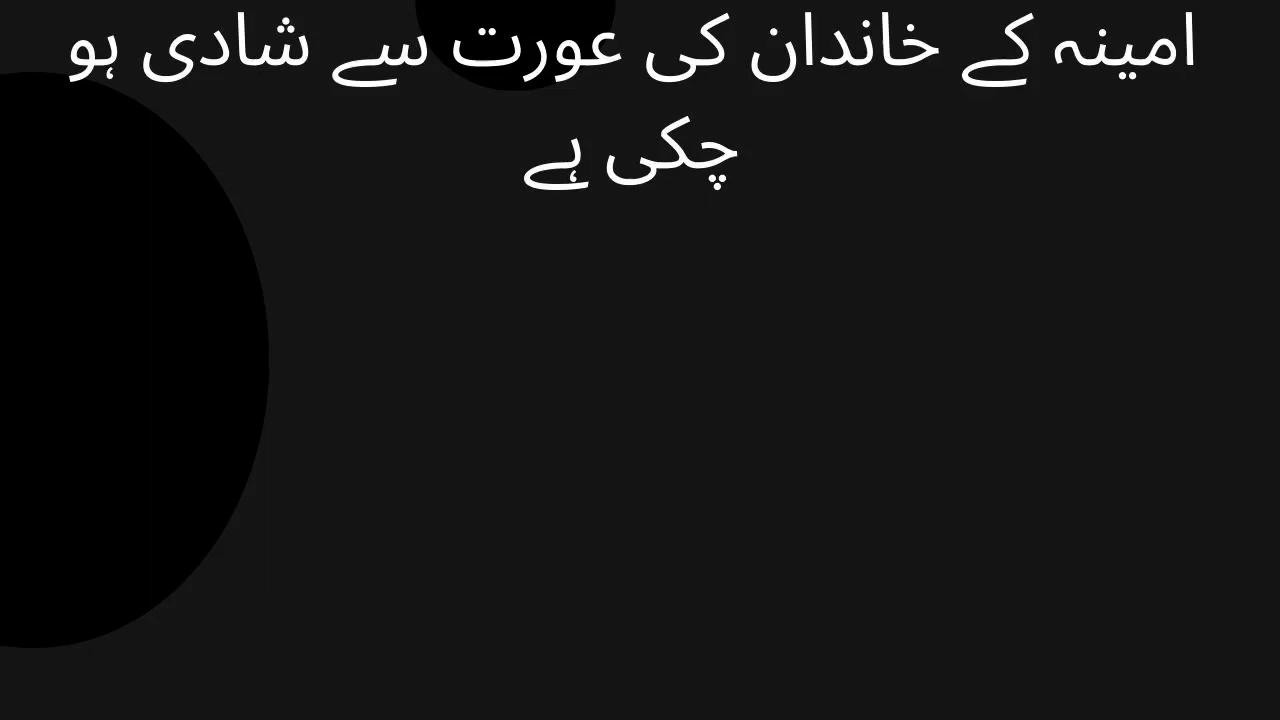 امینہ کے خاندان کی عورت سے شادی ہو
چکی ہے